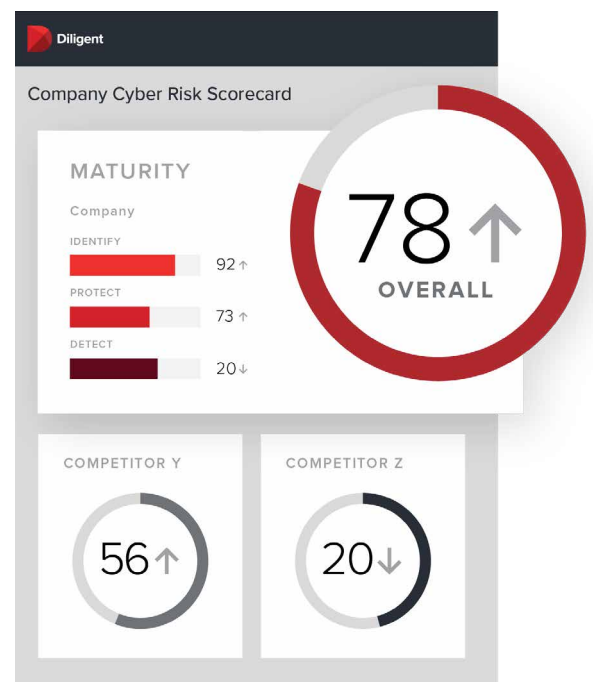 Diligent
Company Cyber Risk Scorecard
MATURITY
Company
IDENTIFY
92 ↑
PROTECT
73 ↑
DETECT
20 ↓
78 ↑
OVERALL
COMPETITOR Y
56 ↑
COMPETITOR Z
20 ↓